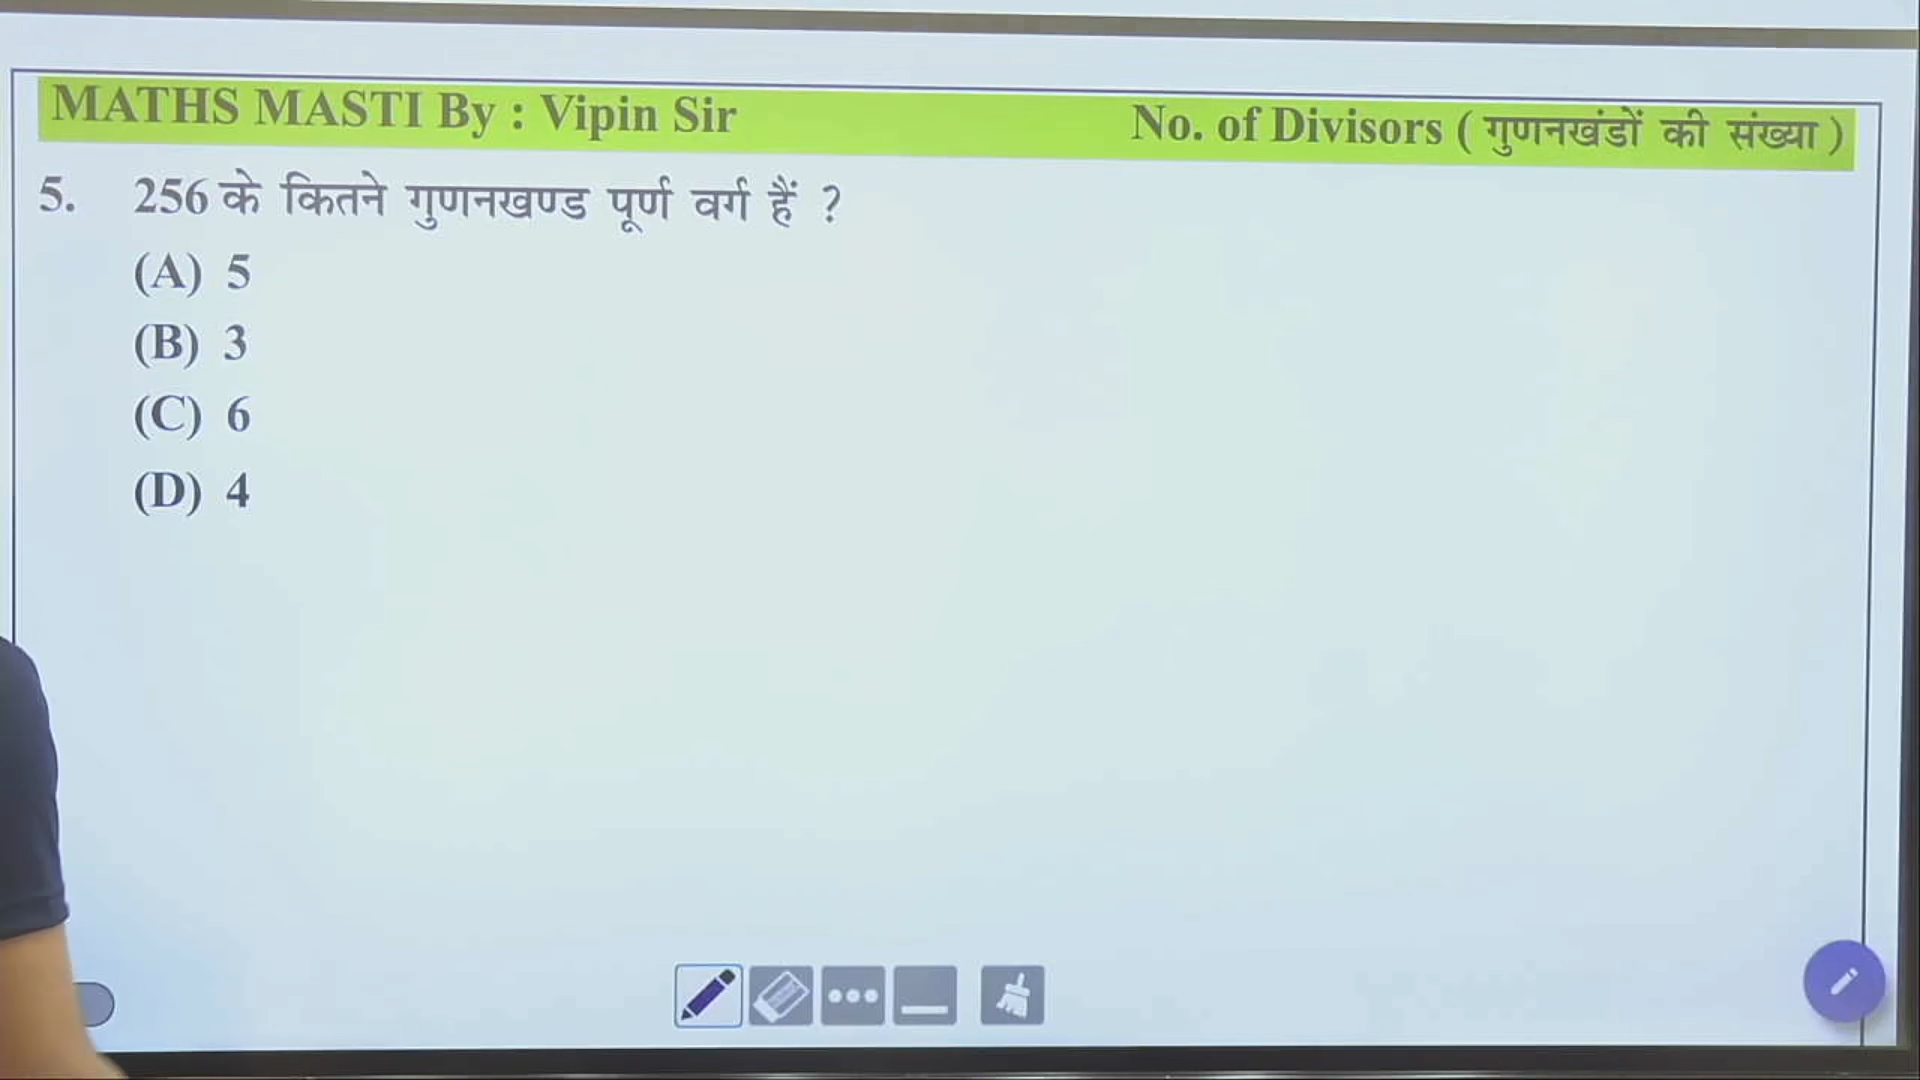 MATHS MASTI By : Vipin Sir No. of Divisors ( गुणनखंडों की संख्या )
5. 256 के कितने गुणनखण्ड पूर्ण वर्ग हैं ?
(A) 5
(B) 3
(C) 6
(D) 4